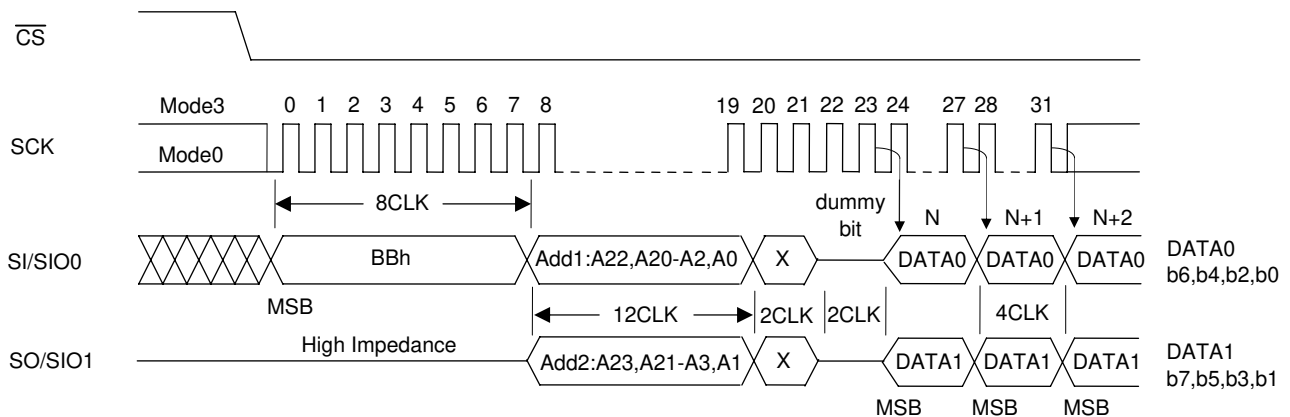 CS
Mode3 0 1 2 3 4 5 6 7 8 19 20 21 22 23 24 27 28 31
SCK
Mode0
8CLK
dummy bit
N N+1 N+2
SI/SIO0 BBh Add1:A22,A20-A2,A0 X DATA0 DATA0 DATA0
DATA0
b6,b4,b2,b0
MSB
12CLK 2CLK 2CLK 4CLK
High Impedance
SO/SIO1 Add2:A23,A21-A3,A1 X DATA1 DATA1 DATA1
DATA1
b7,b5,b3,b1
MSB MSB MSB